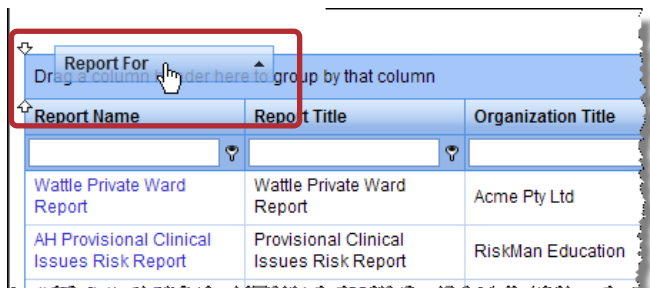 Report For
Drag a column header here to group by that column
Report Name Report Title Organization Title
Wattle Private Ward Wattle Private Ward Acme Pty Ltd
Report Report
AH Provisional Clinical Provisional Clinical RiskMan Education
Issues Risk Report Issues Risk Report